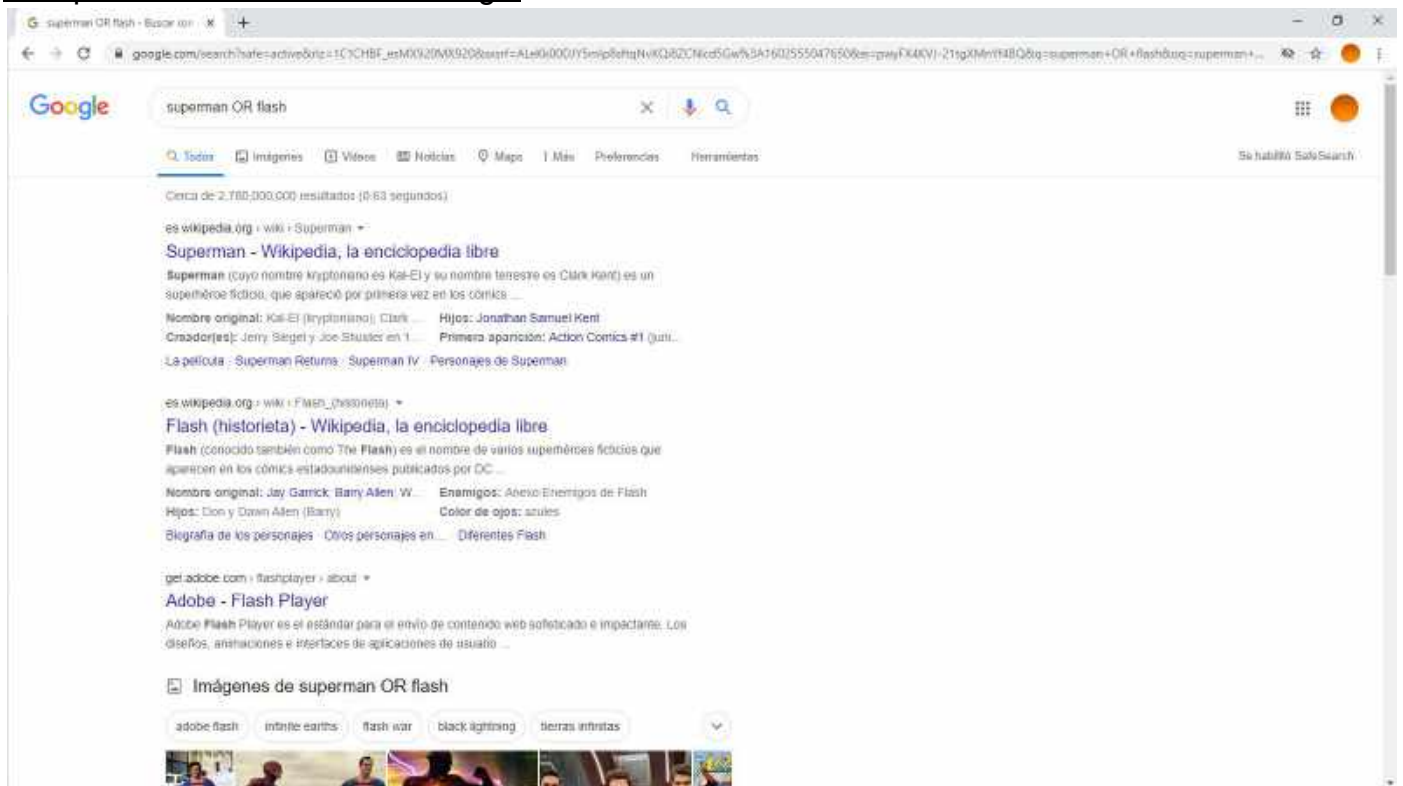 superman OR flash - Buscar con
google.com/search?safe=active&rlz=1C1CHBF_esMX920MX920&
Google
superman OR flash
Todos Imágenes Videos Noticias Maps Más Preferencias Herramientas
Se habilitó SafeSearch
Cerca de 2,780,000,000 resultados (0.63 segundos)
es.wikipedia.org › wiki › Superman
Superman - Wikipedia, la enciclopedia libre
Superman (cuyo nombre kryptoniano es Kal-El y su nombre terrestre es Clark Kent) es un
superhéroe ficticio, que apareció por primera vez en los cómics ...
Nombre original: Kal-El (kryptoniano); Clark ... Hijos: Jonathan Samuel Kent
Creador(es): Jerry Siegel y Joe Shuster en 1... Primera aparición: Action Comics #1 (juni...
La película · Superman Returns · Superman IV · Personajes de Superman
es.wikipedia.org › wiki › Flash_(historieta)
Flash (historieta) - Wikipedia, la enciclopedia libre
Flash (conocido también como The Flash) es el nombre de varios superhéroes ficticios que
aparecen en los cómics estadounidenses publicados por DC ...
Nombre original: Jay Garrick; Barry Allen; W... Enemigos: Anexo:Enemigos de Flash
Hijos: Don y Dawn Allen (Barry) Color de ojos: azules
Biografía de los personajes · Otros personajes en ... · Diferentes Flash
get.adobe.com › flashplayer › about
Adobe - Flash Player
Adobe Flash Player es el estándar para el envío de contenido web sofisticado e impactante. Los
diseños, animaciones e interfaces de aplicaciones de usuario ...
Imágenes de superman OR flash
adobe flash infinite earths flash war black lightning tierras infinitas